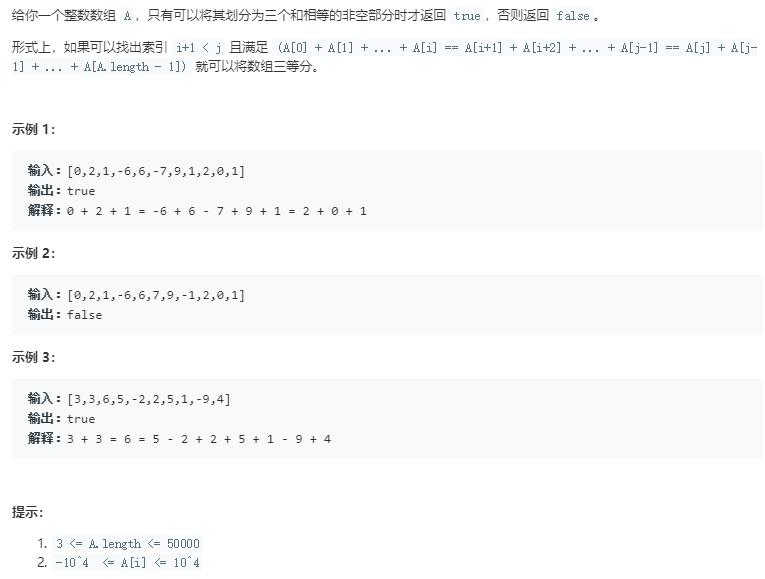 给你一个整数数组 A，只有可以将其划分为三个和相等的非空部分时才返回 true，否则返回 false。
形式上，如果可以找出索引 i+1 < j 且满足 (A[0] + A[1] + ... + A[i] == A[i+1] + A[i+2] + ... + A[j-1] == A[j] + A[j-
1] + ... + A[A.length - 1]) 就可以将数组三等分。
示例 1：
输入：[0,2,1,-6,6,-7,9,1,2,0,1]
输出：true
解释：0 + 2 + 1 = -6 + 6 - 7 + 9 + 1 = 2 + 0 + 1
示例 2：
输入：[0,2,1,-6,6,7,9,-1,2,0,1]
输出：false
示例 3：
输入：[3,3,6,5,-2,2,5,1,-9,4]
输出：true
解释：3 + 3 = 6 = 5 - 2 + 2 + 5 + 1 - 9 + 4
提示：
1. 3 <= A.length <= 50000
2. -10^4 <= A[i] <= 10^4